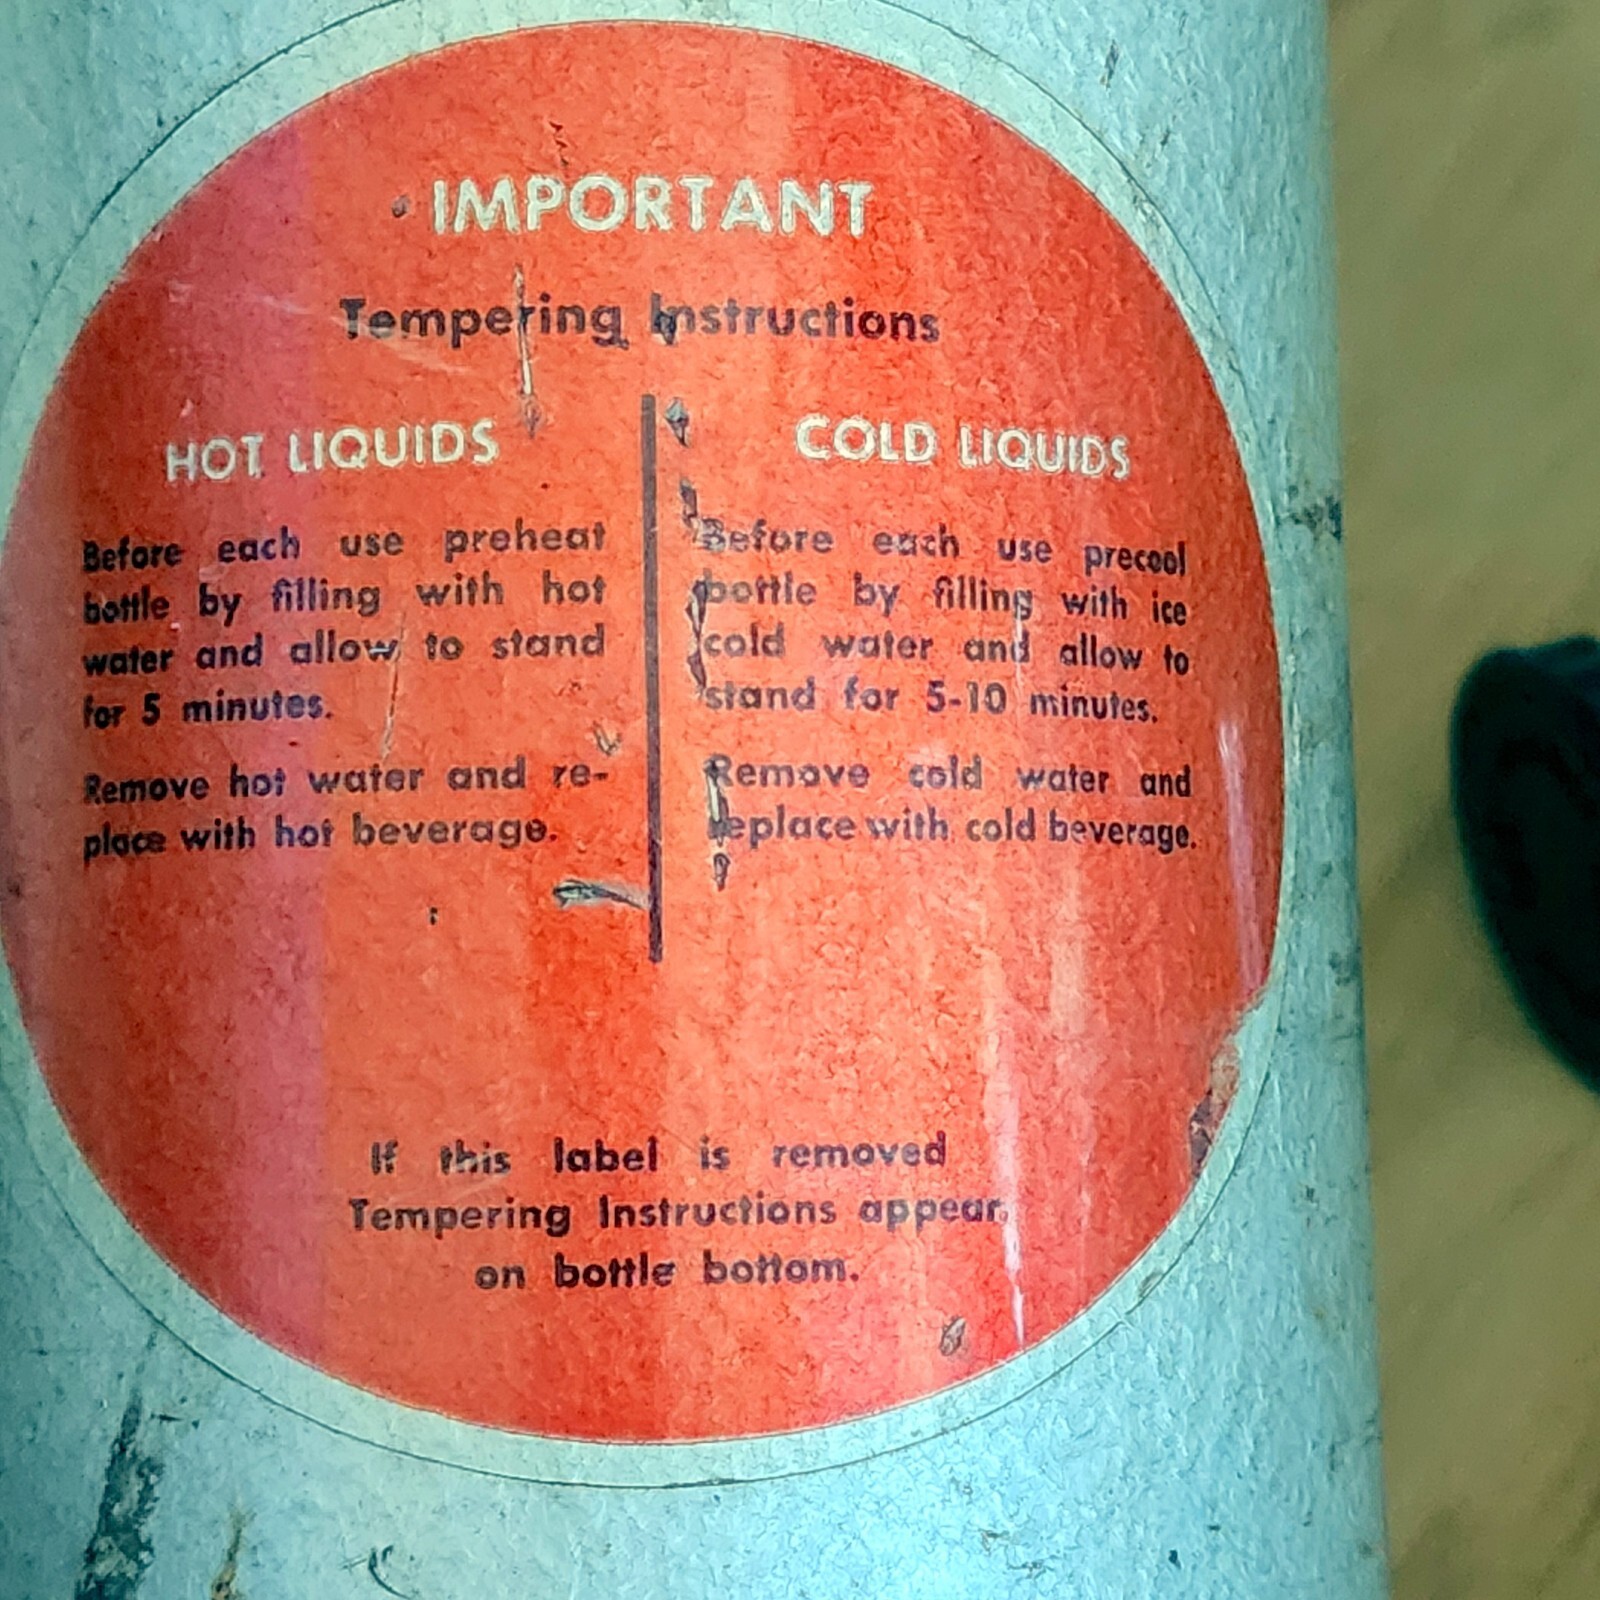 IMPORTANT
Tempering Instructions
HOT LIQUIDS
Before each use preheat
bottle by filling with hot
water and allow to stand
for 5 minutes.
Remove hot water and re-
place with hot beverage.
COLD LIQUIDS
Before each use precool
bottle by filling with ice
cold water and allow to
stand for 5-10 minutes.
Remove cold water and
replace with cold beverage.
If this label is removed
Tempering Instructions appear
on bottle bottom.